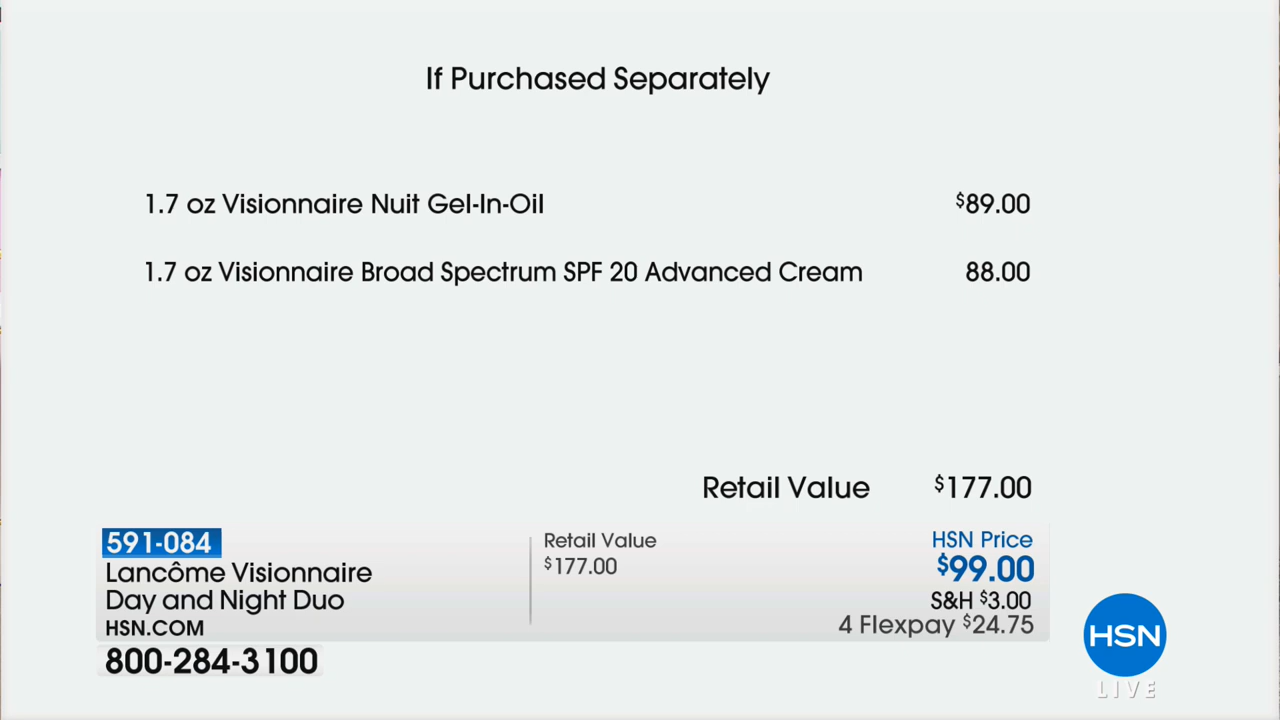 If Purchased Separately
1.7 oz Visionnaire Nuit Gel-In-Oil $89.00
1.7 oz Visionnaire Broad Spectrum SPF 20 Advanced Cream 88.00
Retail Value $177.00
591-084
Lancôme Visionnaire
Day and Night Duo
HSN.COM
800-284-3100
Retail Value
$177.00
HSN Price
$99.00
S&H $3.00
4 Flexpay $24.75
HSN
LIVE